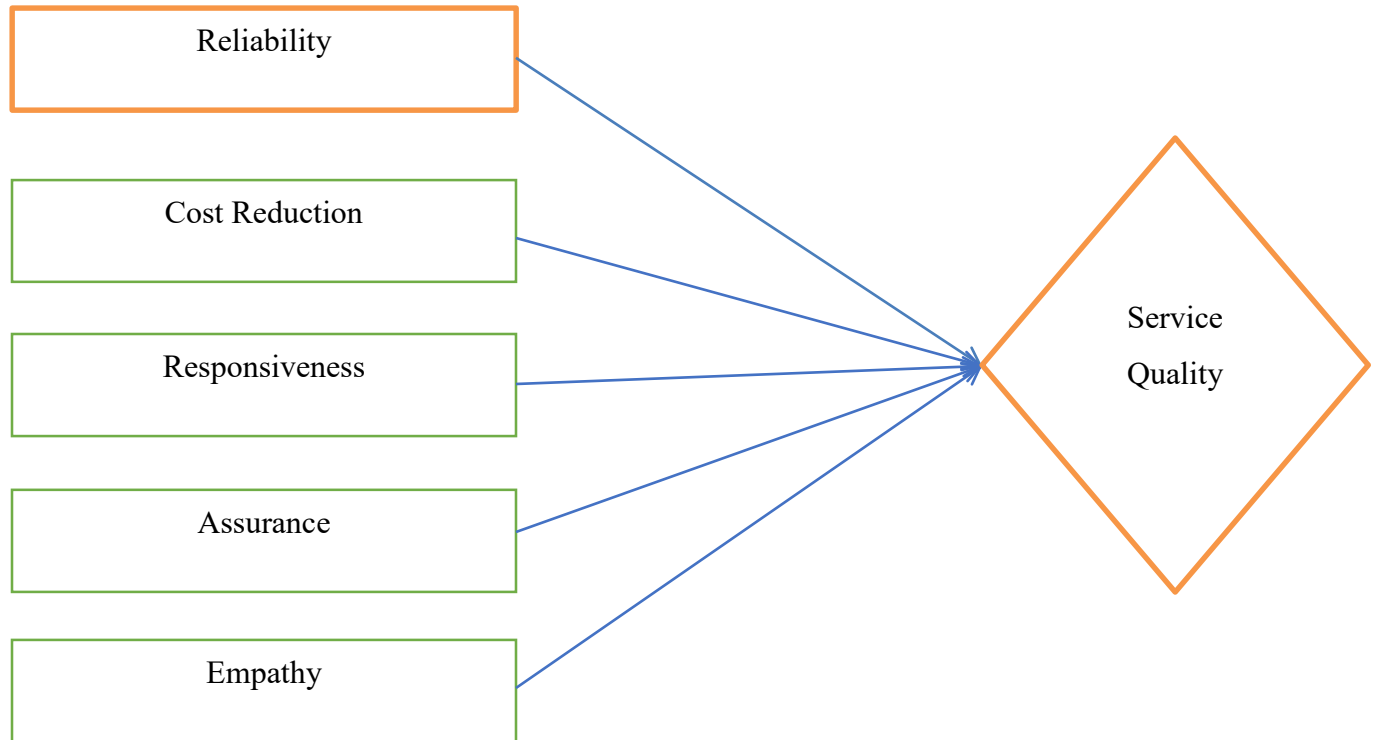 Reliability
Cost Reduction
Responsiveness
Assurance
Empathy
Service
Quality